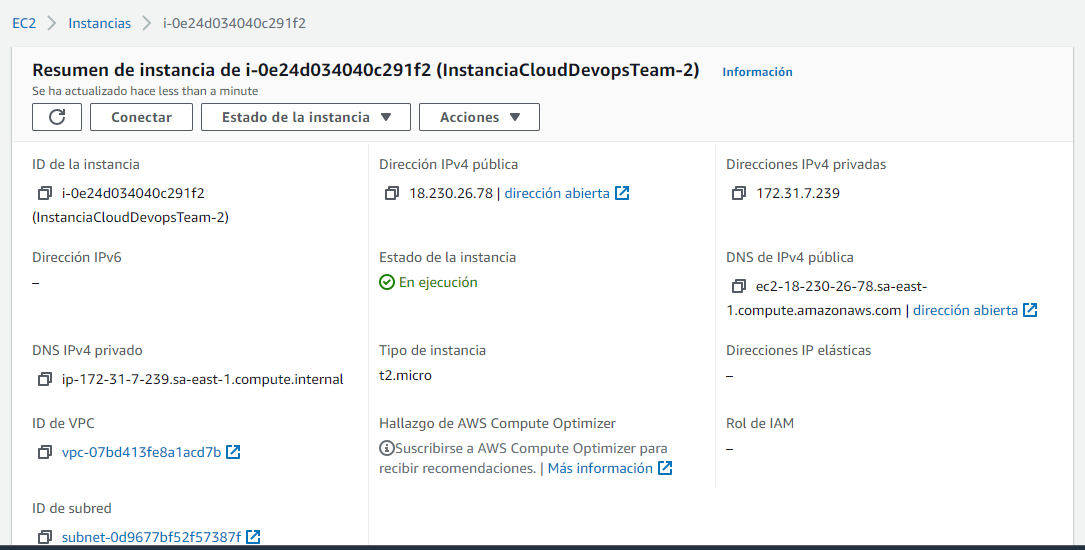 EC2 > Instancias > i-0e24d034040c291f2
Resumen de instancia de i-0e24d034040c291f2 (InstanciaCloudDevopsTeam-2) Información
Se ha actualizado hace less than a minute
Conectar Estado de la instancia ▼ Acciones ▼
ID de la instancia
i-0e24d034040c291f2
(InstanciaCloudDevopsTeam-2)
Dirección IPv4 pública
18.230.26.78 | dirección abierta
Direcciones IPv4 privadas
172.31.7.239
Dirección IPv6
–
Estado de la instancia
En ejecución
DNS de IPv4 pública
ec2-18-230-26-78.sa-east-
1.compute.amazonaws.com | dirección abierta
DNS IPv4 privado
ip-172-31-7-239.sa-east-1.compute.internal
Tipo de instancia
t2.micro
Direcciones IP elásticas
–
ID de VPC
vpc-07bd413fe8a1acd7b
Hallazgo de AWS Compute Optimizer
Suscribirse a AWS Compute Optimizer para
recibir recomendaciones. | Más información
Rol de IAM
–
ID de subred
subnet-0d9677bf52f57387f